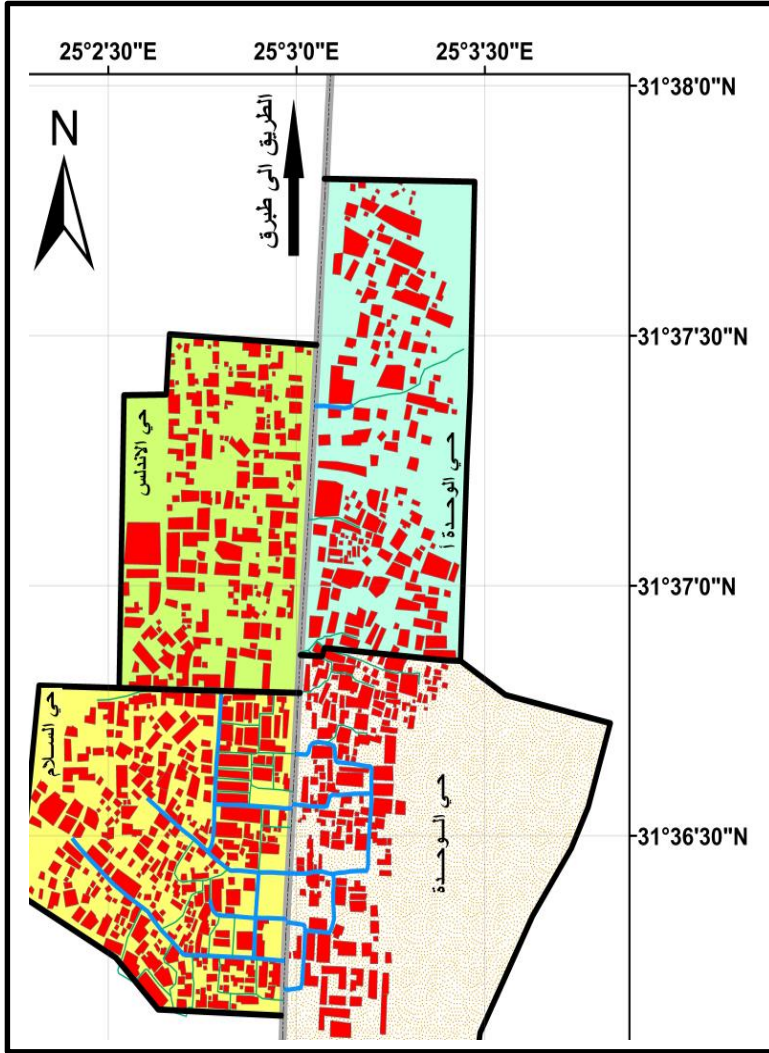 25°2'30"E 25°3'0"E 25°3'30"E
31°38'0"N
N
الطريق الى طبرق
31°37'30"N
حي الاندلس
حي الوحدة أ
31°37'0"N
حي السلام
حي الوحدة
31°36'30"N